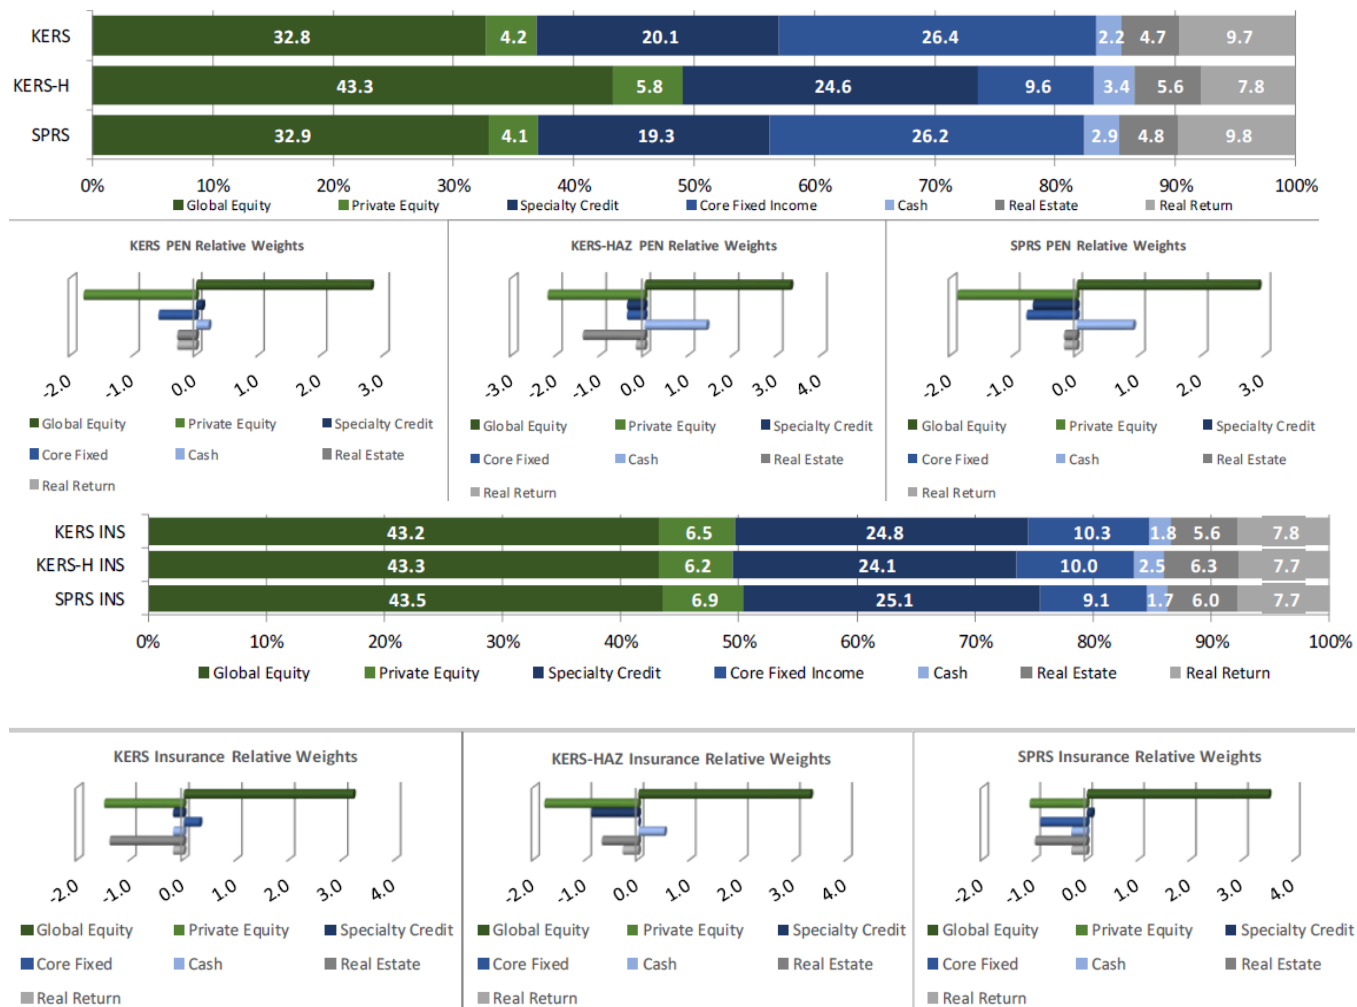 KERS 32.8 4.2 20.1 26.4 2.2 4.7 9.7
KERS-H 43.3 5.8 24.6 9.6 3.4 5.6 7.8
SPRS 32.9 4.1 19.3 26.2 2.9 4.8 9.8
0% 10% 20% 30% 40% 50% 60% 70% 80% 90% 100%
Global Equity Private Equity Specialty Credit Core Fixed Income Cash Real Estate Real Return
KERS PEN Relative Weights
-2.0 -1.0 0.0 1.0 2.0 3.0
Global Equity Private Equity Specialty Credit
Core Fixed Cash Real Estate
Real Return
KERS-HAZ PEN Relative Weights
-3.0 -2.0 -1.0 0.0 1.0 2.0 3.0 4.0
Global Equity Private Equity Specialty Credit
Core Fixed Cash Real Estate
Real Return
SPRS PEN Relative Weights
-2.0 -1.0 0.0 1.0 2.0 3.0
Global Equity Private Equity Specialty Credit
Core Fixed Cash Real Estate
Real Return
KERS INS 43.2 6.5 24.8 10.3 1.8 5.6 7.8
KERS-H INS 43.3 6.2 24.1 10.0 2.5 6.3 7.7
SPRS INS 43.5 6.9 25.1 9.1 1.7 6.0 7.7
0% 10% 20% 30% 40% 50% 60% 70% 80% 90% 100%
Global Equity Private Equity Specialty Credit Core Fixed Income Cash Real Estate Real Return
KERS Insurance Relative Weights
-2.0 -1.0 0.0 1.0 2.0 3.0 4.0
Global Equity Private Equity Specialty Credit
Core Fixed Cash Real Estate
Real Return
KERS-HAZ Insurance Relative Weights
-2.0 -1.0 0.0 1.0 2.0 3.0 4.0
Global Equity Private Equity Specialty Credit
Core Fixed Cash Real Estate
Real Return
SPRS Insurance Relative Weights
-2.0 -1.0 0.0 1.0 2.0 3.0 4.0
Global Equity Private Equity Specialty Credit
Core Fixed Cash Real Estate
Real Return